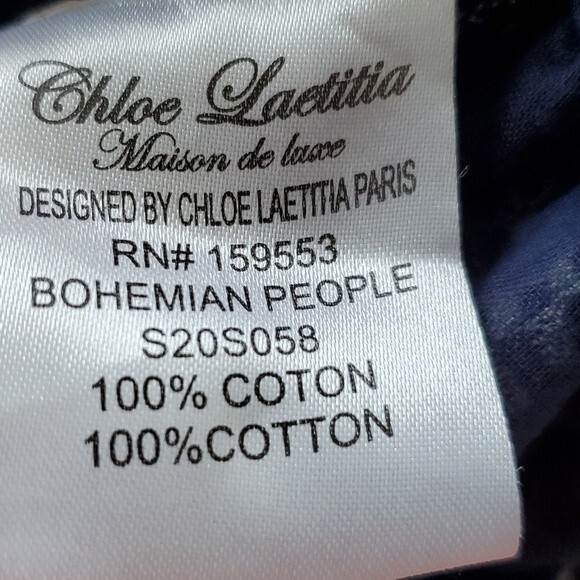 Chloe Laetitia
Maison de luxe
DESIGNED BY CHLOE LAETITIA PARIS
RN# 159553
BOHEMIAN PEOPLE
S20S058
100% COTON
100%COTTON